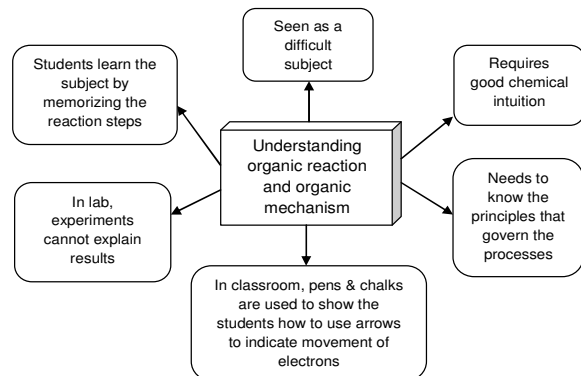 Seen as a
difficult
subject
Students learn the
subject by
memorizing the
reaction steps
Requires
good chemical
intuition
Understanding
organic reaction
and organic
mechanism
In lab,
experiments
cannot explain
results
Needs to
know the
principles that
govern the
processes
In classroom, pens & chalks
are used to show the
students how to use arrows
to indicate movement of
electrons